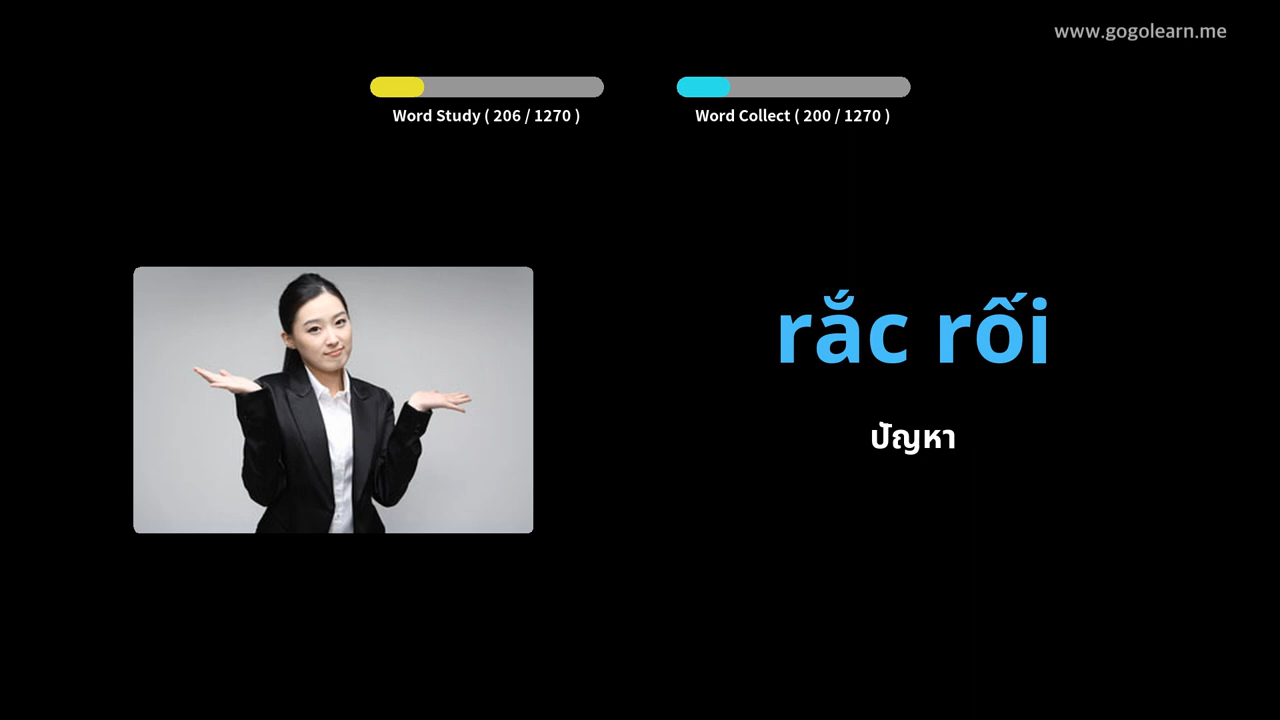 www.gogolearn.me
Word Study ( 206 / 1270 )
Word Collect ( 200 / 1270 )
rắc rối
ปัญหา